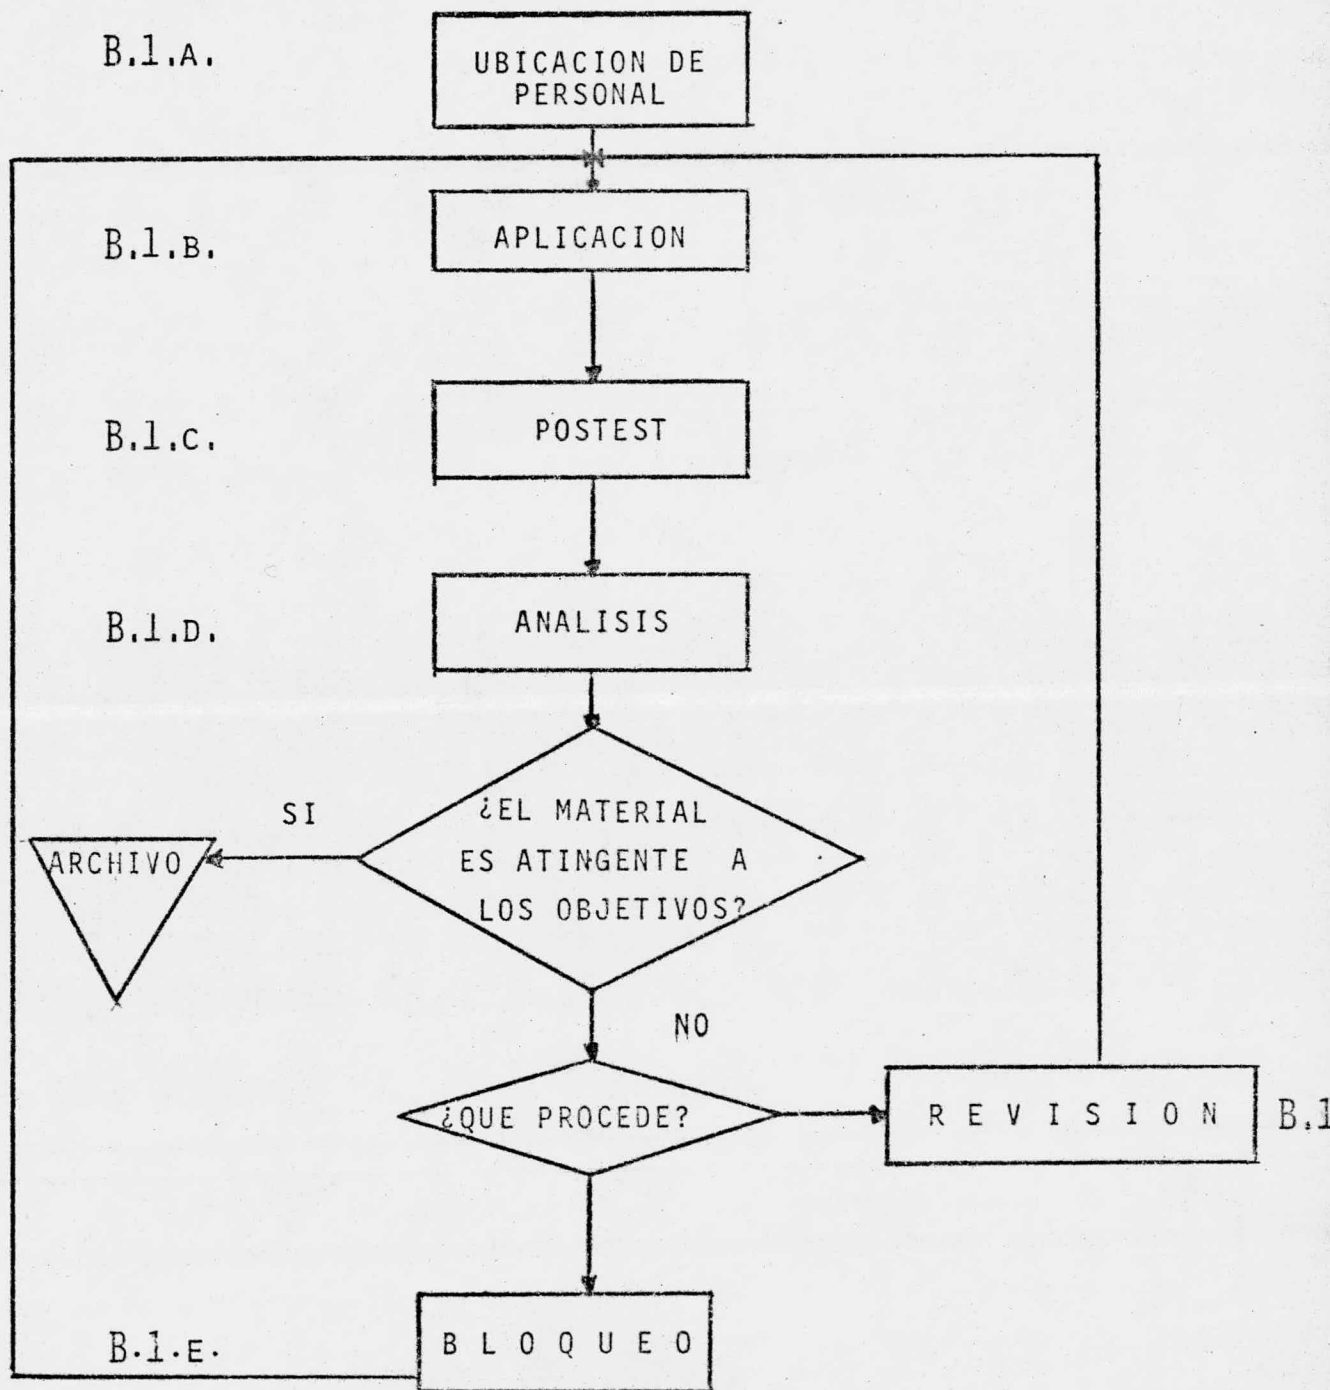 B.1.A.
UBICACION DE
PERSONAL
B.1.B.
APLICACION
B.1.C.
POSTEST
B.1.D.
ANALISIS
SI
¿EL MATERIAL
ES ATINGENTE A
LOS OBJETIVOS?
ARCHIVO
NO
¿QUE PROCEDE?
R E V I S I O N
B.1
B.1.E.
B L O Q U E O